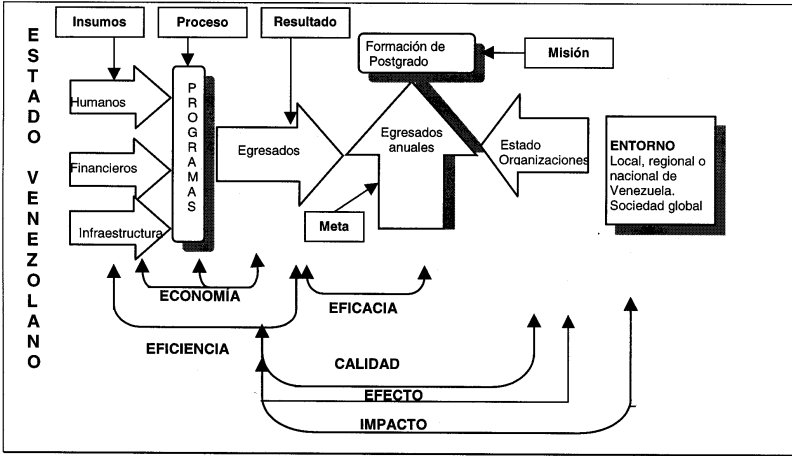 ESTADO VENEZOLANO
Insumos
Proceso
Resultado
Formación de
Postgrado
Misión
Humanos
Financieros
Infraestructura
PROGRAMAS
Egresados
Egresados
anuales
Meta
Estado
Organizaciones
ENTORNO
Local, regional o
nacional de
Venezuela.
Sociedad global
ECONOMÍA
EFICACIA
EFICIENCIA
CALIDAD
EFECTO
IMPACTO